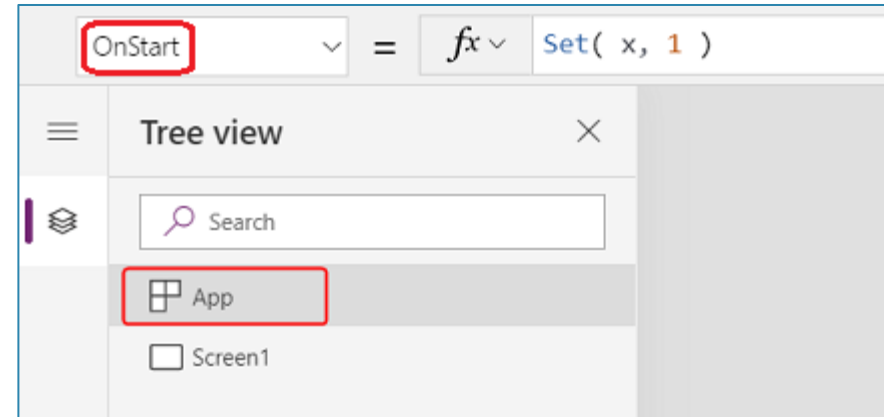 OnStart = fx Set( x, 1 )
Tree view
Search
App
Screen1